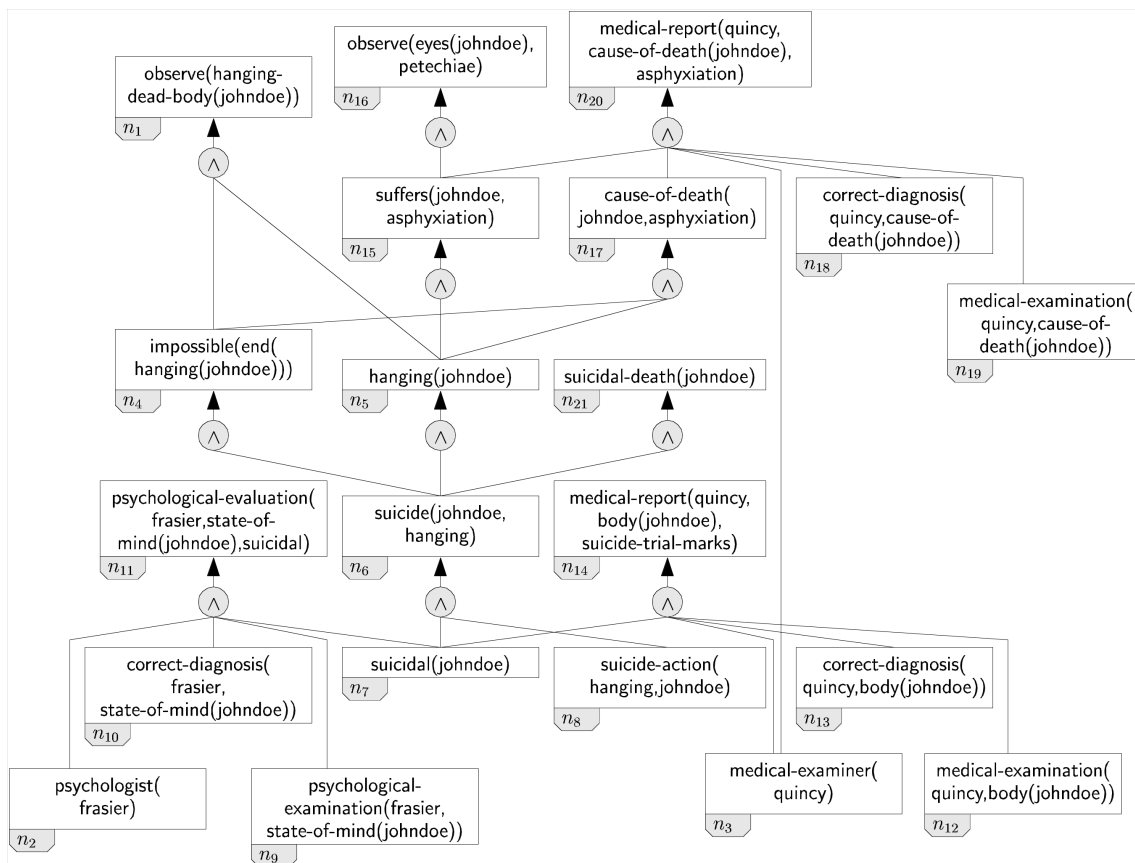 observe(hanging-
dead-body(johndoe))
n1
∧
observe(eyes(johndoe),
petechiae)
n16
∧
medical-report(quincy,
cause-of-death(johndoe),
asphyxiation)
n20
∧
suffers(johndoe,
asphyxiation)
n15
∧
cause-of-death(
johndoe,asphyxiation)
n17
∧
correct-diagnosis(
quincy,cause-of-
death(johndoe))
n18
medical-examination(
quincy,cause-of-
death(johndoe))
n19
impossible(end(
hanging(johndoe)))
n4
∧
hanging(johndoe)
n5
∧
suicidal-death(johndoe)
n21
∧
psychological-evaluation(
frasier,state-of-
mind(johndoe),suicidal)
n11
∧
suicide(johndoe,
hanging)
n6
∧
medical-report(quincy,
body(johndoe),
suicide-trial-marks)
n14
∧
correct-diagnosis(
frasier,
state-of-mind(johndoe))
n10
suicidal(johndoe)
n7
suicide-action(
hanging,johndoe)
n8
correct-diagnosis(
quincy,body(johndoe))
n13
psychologist(
frasier)
n2
psychological-
examination(frasier,
state-of-mind(johndoe))
n9
medical-examiner(
quincy)
n3
medical-examination(
quincy,body(johndoe))
n12